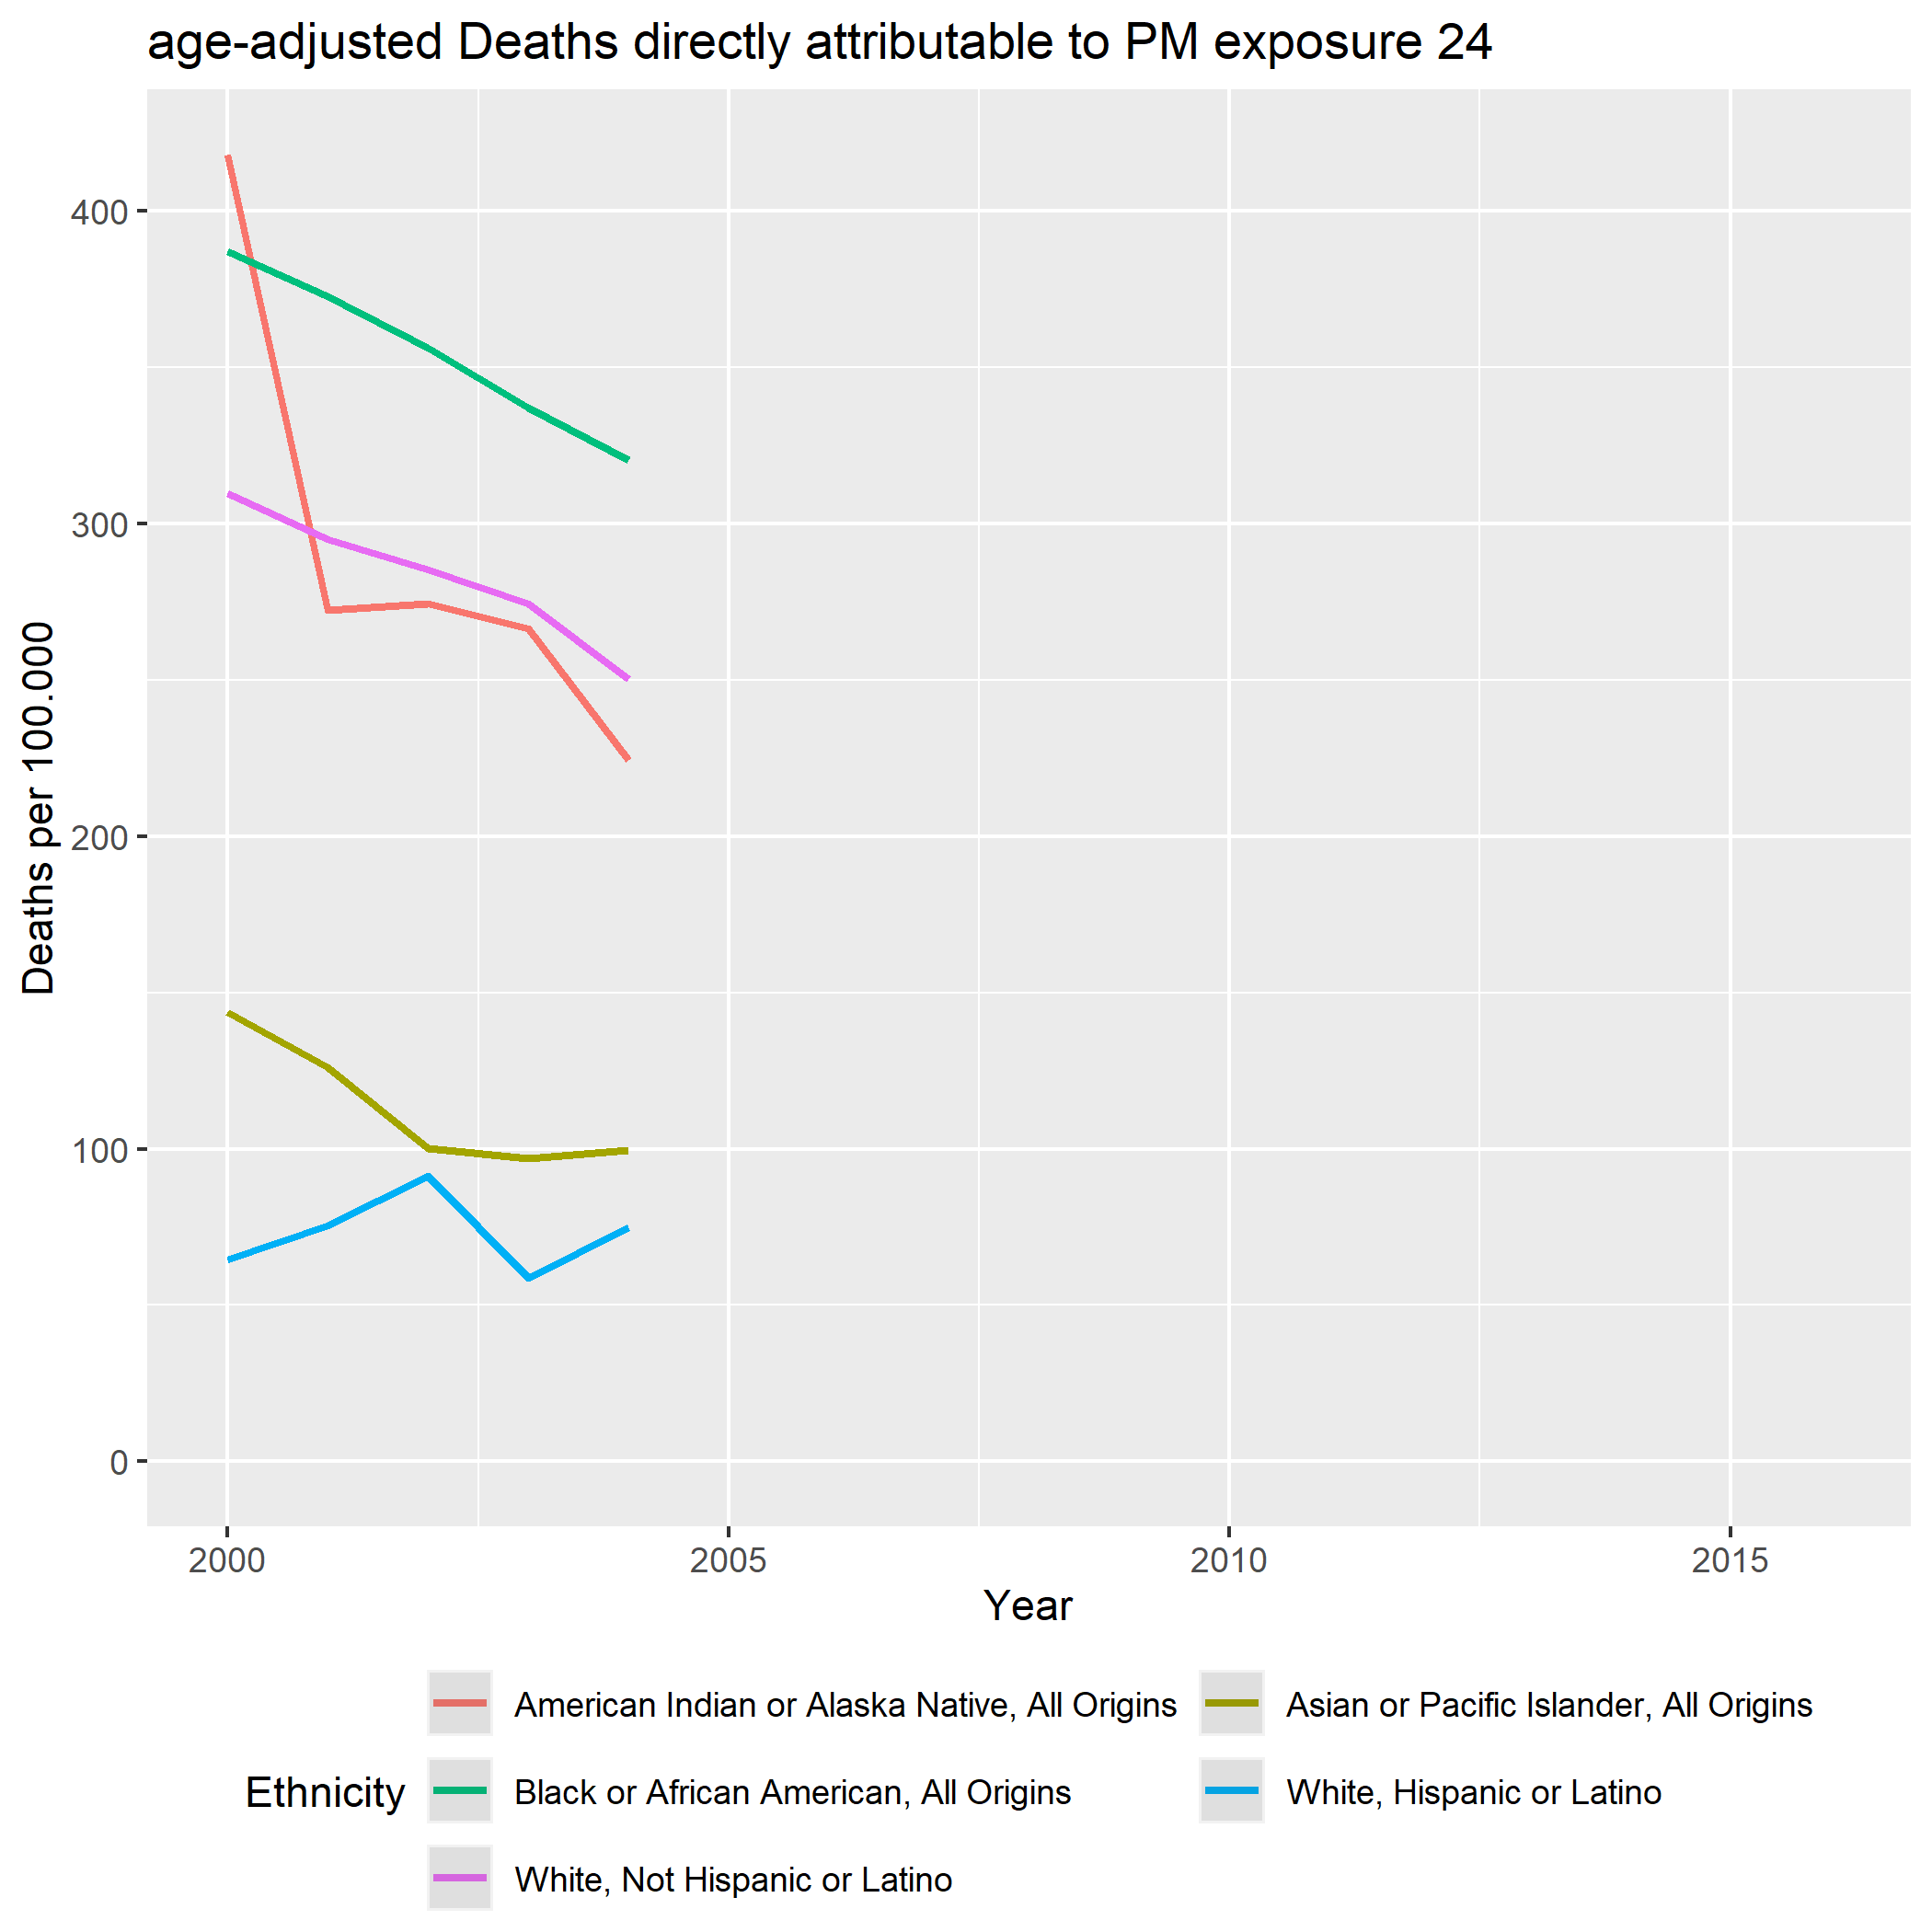 age-adjusted Deaths directly attributable to PM exposure 24
Deaths per 100.000
400
300
200
100
0
2000 2005 2010 2015
Year
Ethnicity
American Indian or Alaska Native, All Origins
Asian or Pacific Islander, All Origins
Black or African American, All Origins
White, Hispanic or Latino
White, Not Hispanic or Latino